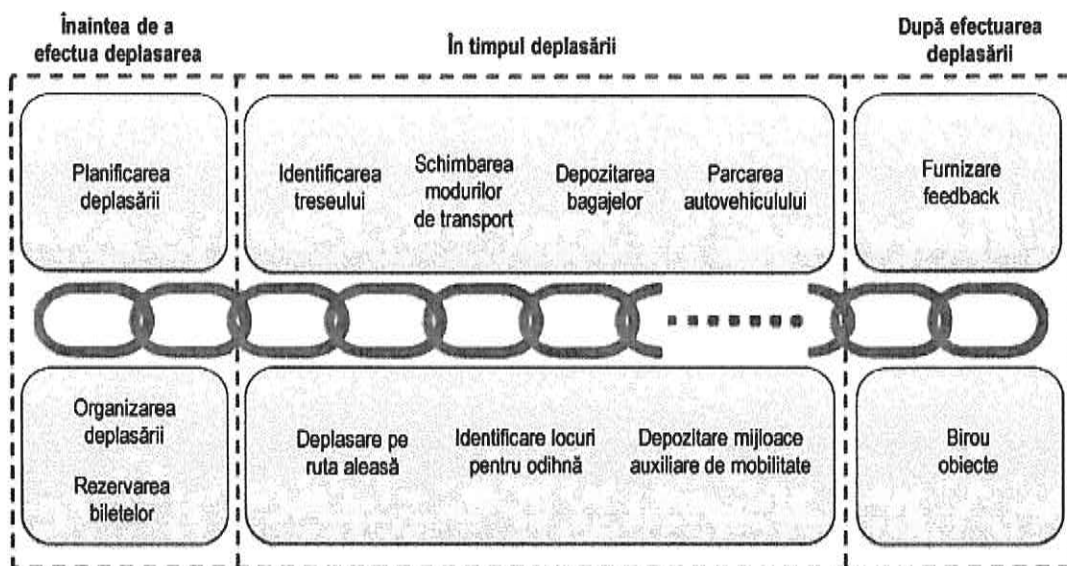 Înaintea de a
efectua deplasarea
În timpul deplasării
După efectuarea
deplasării
Planificarea
deplasării
Identificarea
treseului
Schimbarea
modurilor
de transport
Depozitarea
bagajelor
Parcarea
autovehiculului
Furnizare
feedback
Organizarea
deplasării
Rezervarea
biletelor
Deplasare pe
ruta aleasă
Identificare locuri
pentru odihnă
Depozitare mijloace
auxiliare de mobilitate
Birou
obiecte